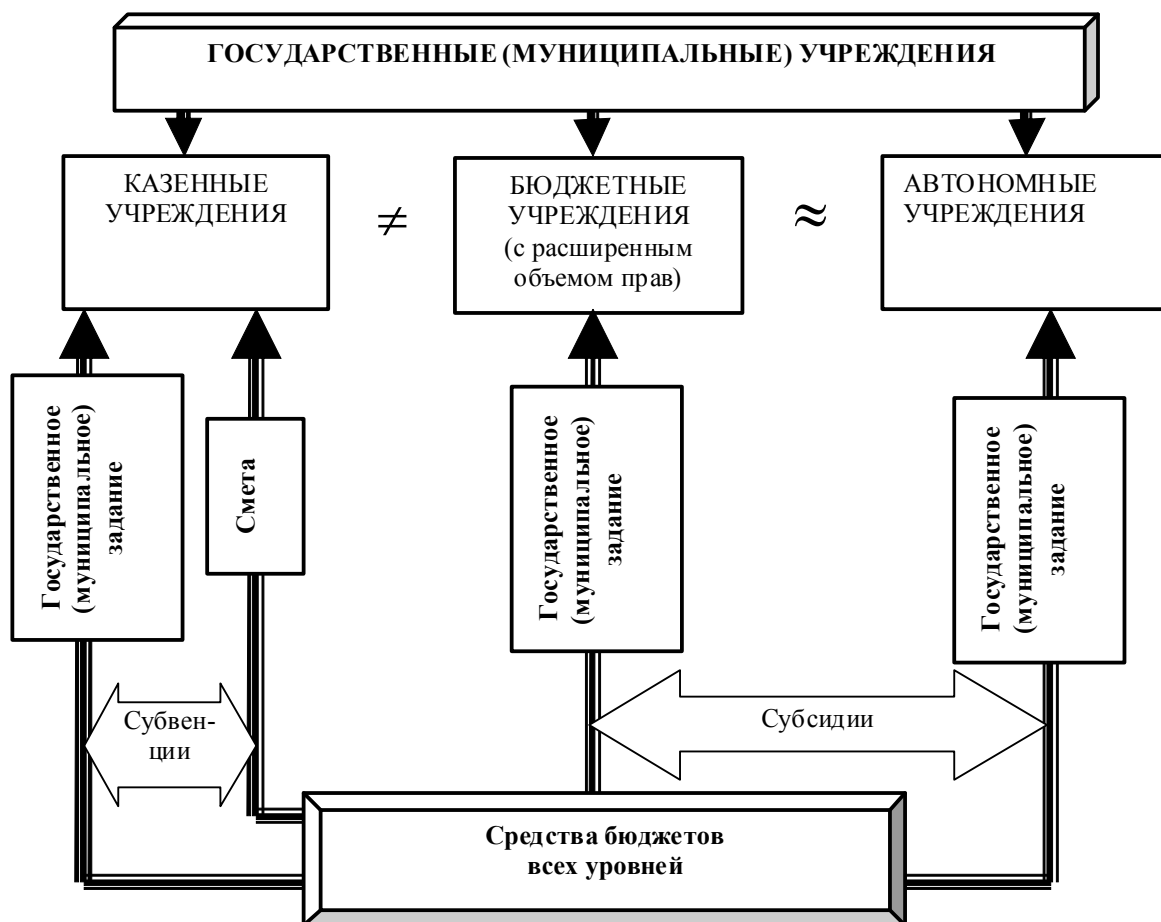 ГОСУДАРСТВЕННЫЕ (МУНИЦИПАЛЬНЫЕ) УЧРЕЖДЕНИЯ
КАЗЕННЫЕ
УЧРЕЖДЕНИЯ
≠
БЮДЖЕТНЫЕ
УЧРЕЖДЕНИЯ
(с расширенным
объемом прав)
≈
АВТОНОМНЫЕ
УЧРЕЖДЕНИЯ
Государственное
(муниципальное)
задание
Смета
Государственное
(муниципальное)
задание
Государственное
(муниципальное)
задание
Субвен-
ции
Субсидии
Средства бюджетов
всех уровней